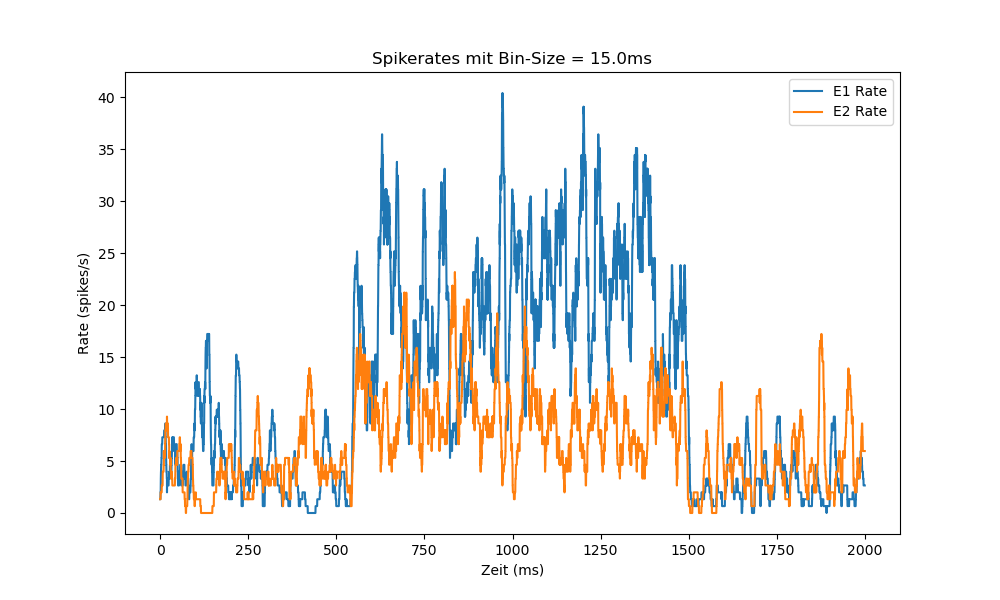 Spikerates mit Bin-Size = 15.0ms
E1 Rate
E2 Rate
Rate (spikes/s)
40
35
30
25
20
15
10
5
0
0 250 500 750 1000 1250 1500 1750 2000
Zeit (ms)